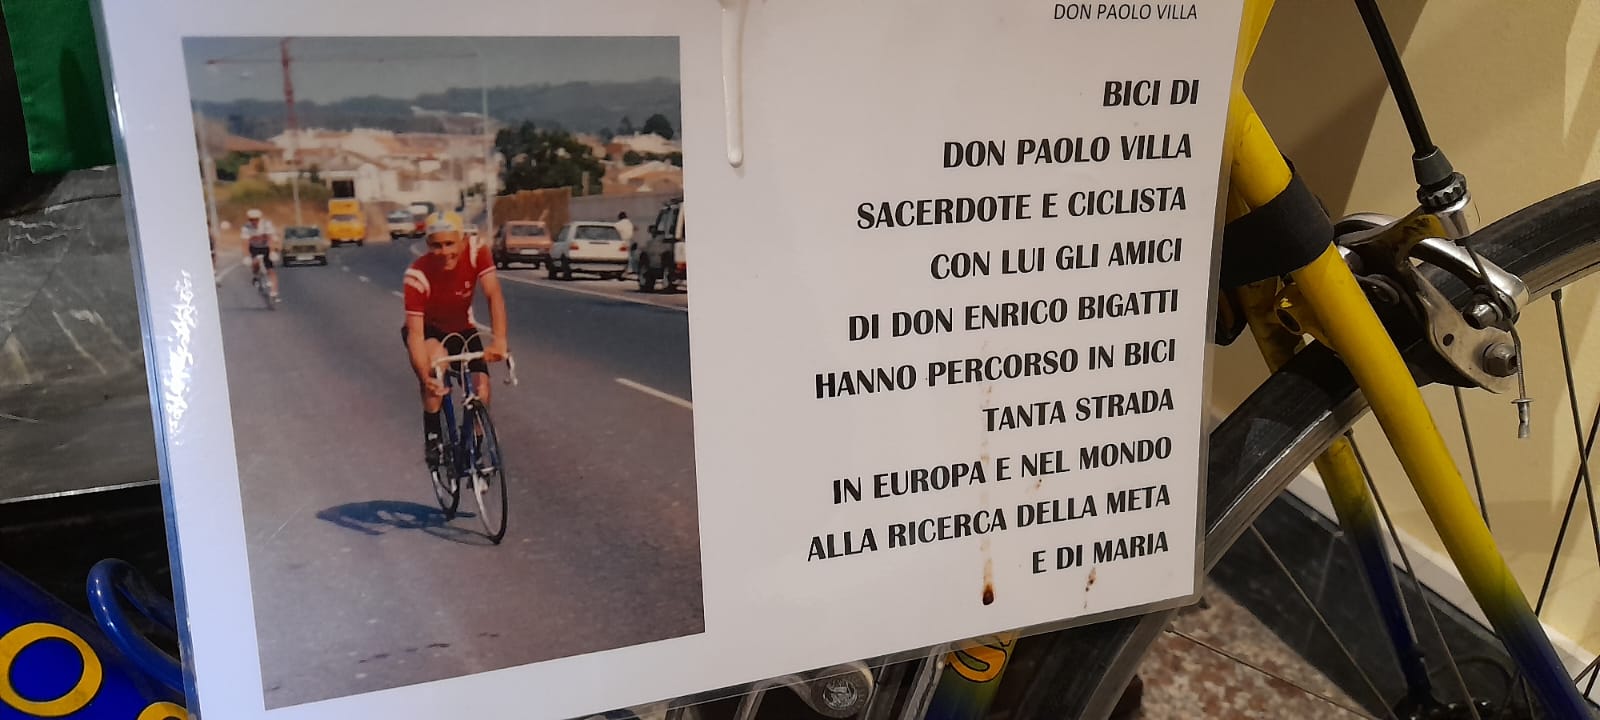 DON PAOLO VILLA
BICI DI
DON PAOLO VILLA
SACERDOTE E CICLISTA
CON LUI GLI AMICI
DI DON ENRICO BIGATTI
HANNO PERCORSO IN BICI
TANTA STRADA
IN EUROPA E NEL MONDO
ALLA RICERCA DELLA META
E DI MARIA